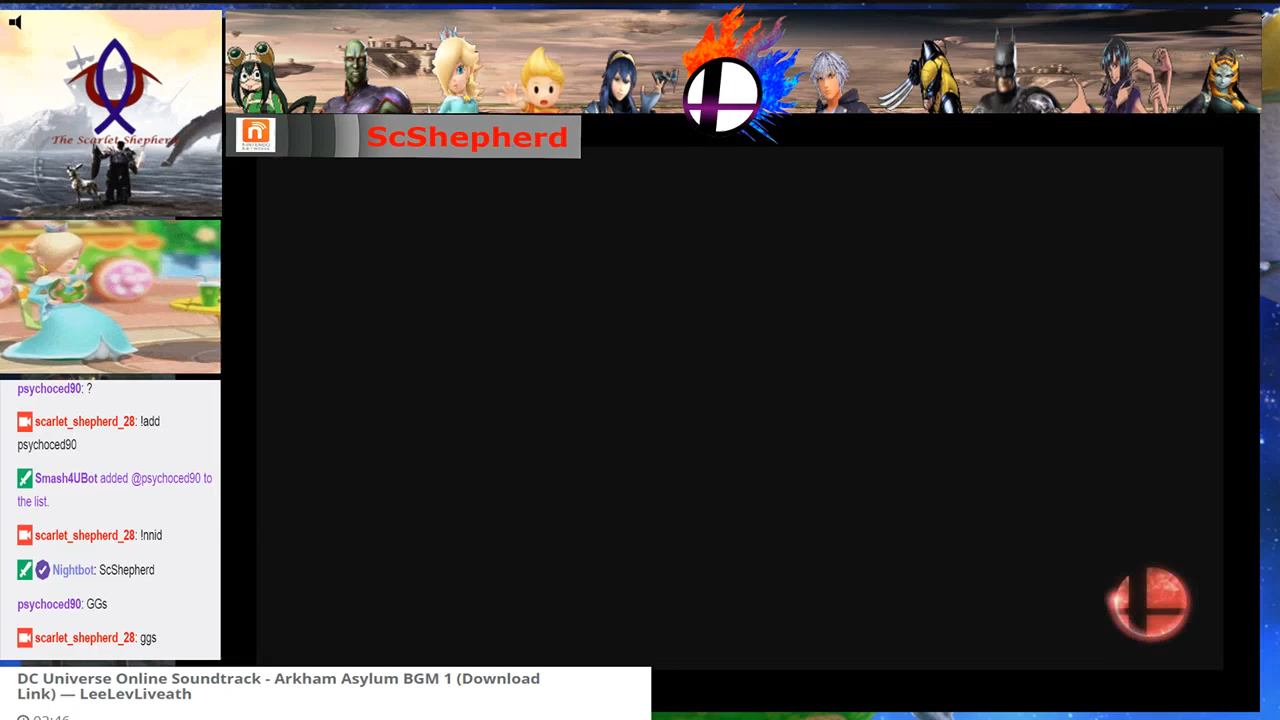 The Scarlet Shepherd
ScShepherd
psychoced90: ?
scarlet_shepherd_28: !add
psychoced90
Smash4UBot added @psychoced90 to
the list.
scarlet_shepherd_28: !nnid
Nightbot: ScShepherd
psychoced90: GGs
scarlet_shepherd_28: ggs
DC Universe Online Soundtrack - Arkham Asylum BGM 1 (Download
Link) — LeeLevLiveath